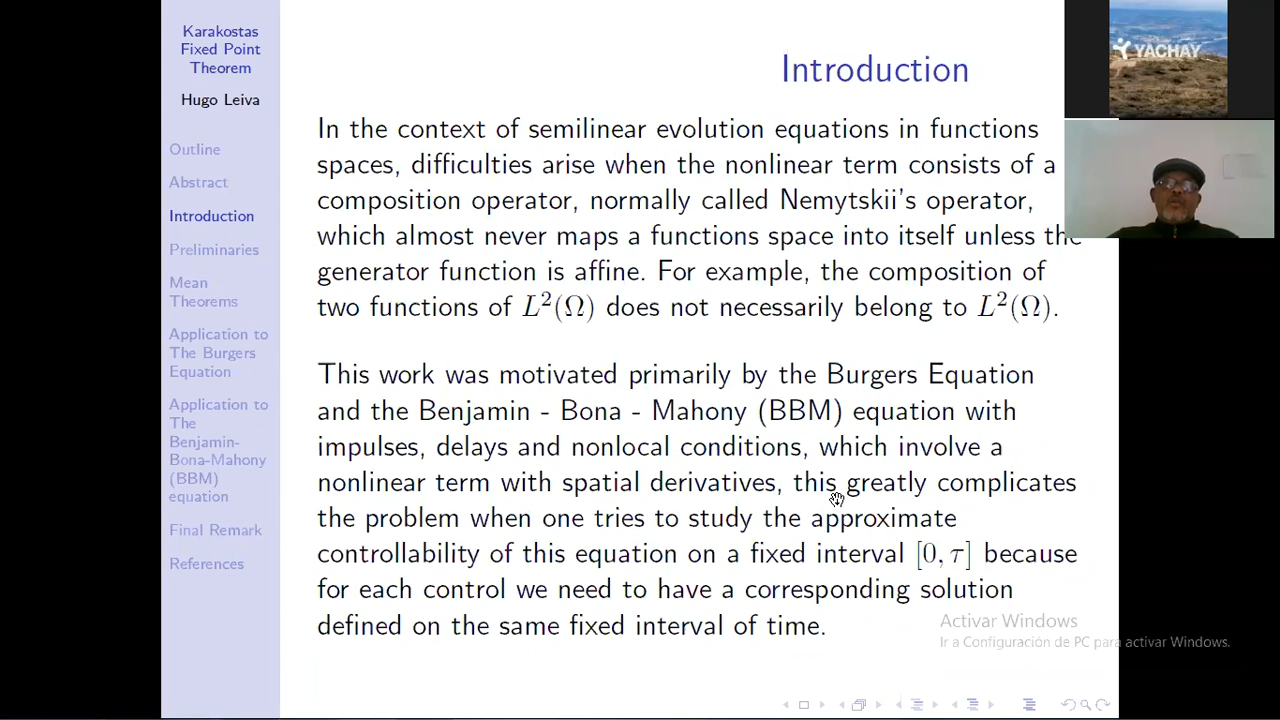 Karakostas
Fixed Point
Theorem
Hugo Leiva
Outline
Abstract
Introduction
Preliminaries
Mean
Theorems
Application to
The Burgers
Equation
Application to
The
Benjamin-
Bona-Mahony
(BBM)
equation
Final Remark
References
Introduction
In the context of semilinear evolution equations in functions
spaces, difficulties arise when the nonlinear term consists of a
composition operator, normally called Nemytskii's operator,
which almost never maps a functions space into itself unless the
generator function is affine. For example, the composition of
two functions of L²(Ω) does not necessarily belong to L²(Ω).
This work was motivated primarily by the Burgers Equation
and the Benjamin - Bona - Mahony (BBM) equation with
impulses, delays and nonlocal conditions, which involve a
nonlinear term with spatial derivatives, this greatly complicates
the problem when one tries to study the approximate
controllability of this equation on a fixed interval [0, τ] because
for each control we need to have a corresponding solution
defined on the same fixed interval of time.
YACHAY
Activar Windows
Ir a Configuración de PC para activar Windows.